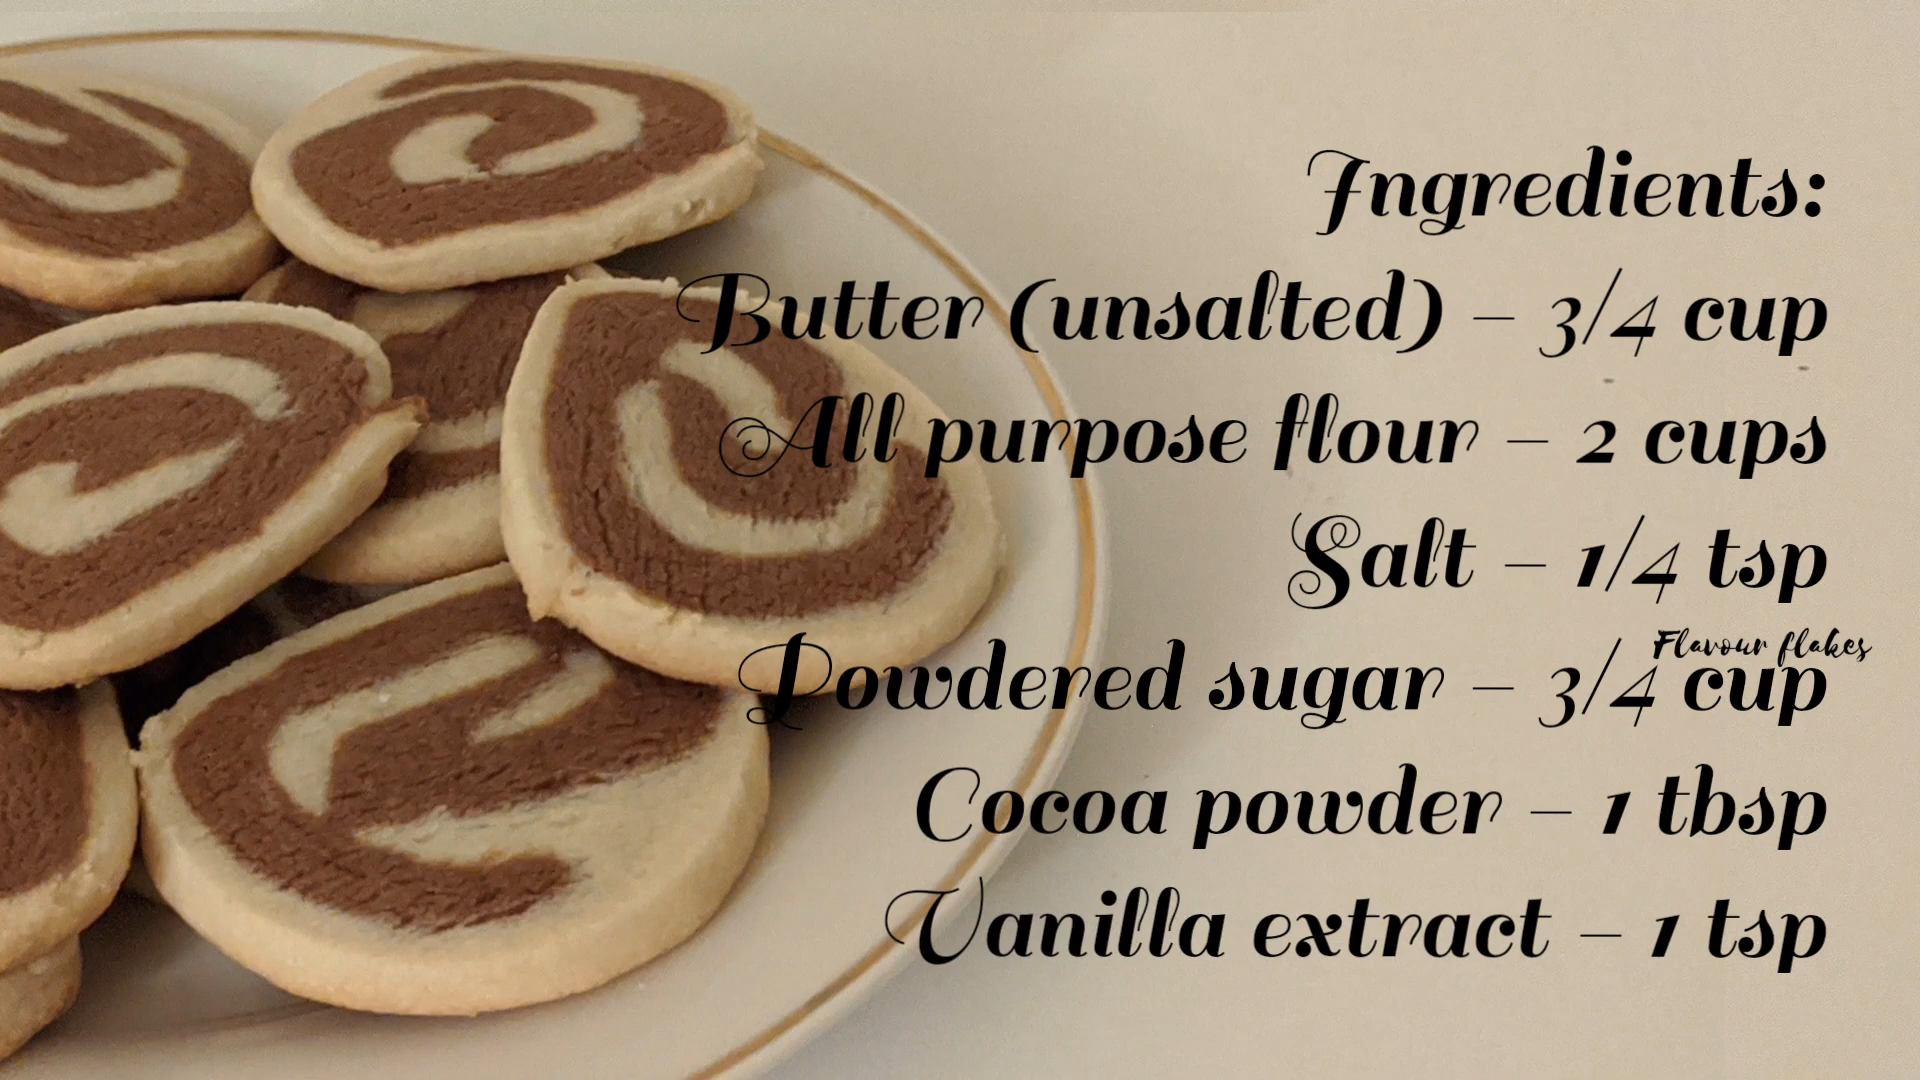 Ingredients:
Butter (unsalted) – 3/4 cup
All purpose flour – 2 cups
Salt – 1/4 tsp
Flavour flakes
Powdered sugar – 3/4 cup
Cocoa powder – 1 tbsp
Vanilla extract – 1 tsp